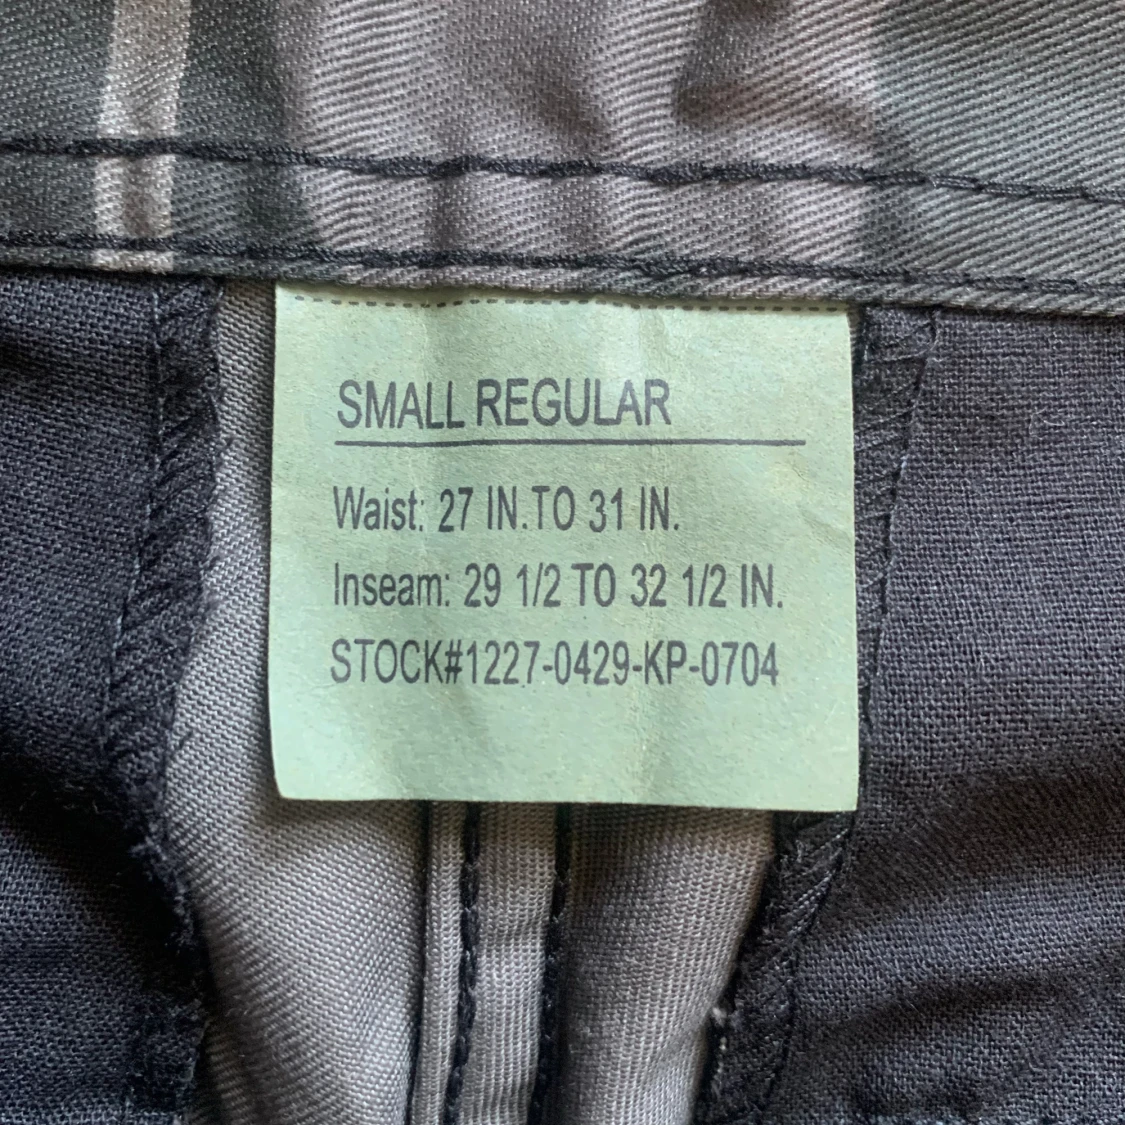 SMALL REGULAR
Waist: 27 IN.TO 31 IN.
Inseam: 29 1/2 TO 32 1/2 IN.
STOCK#1227-0429-KP-0704